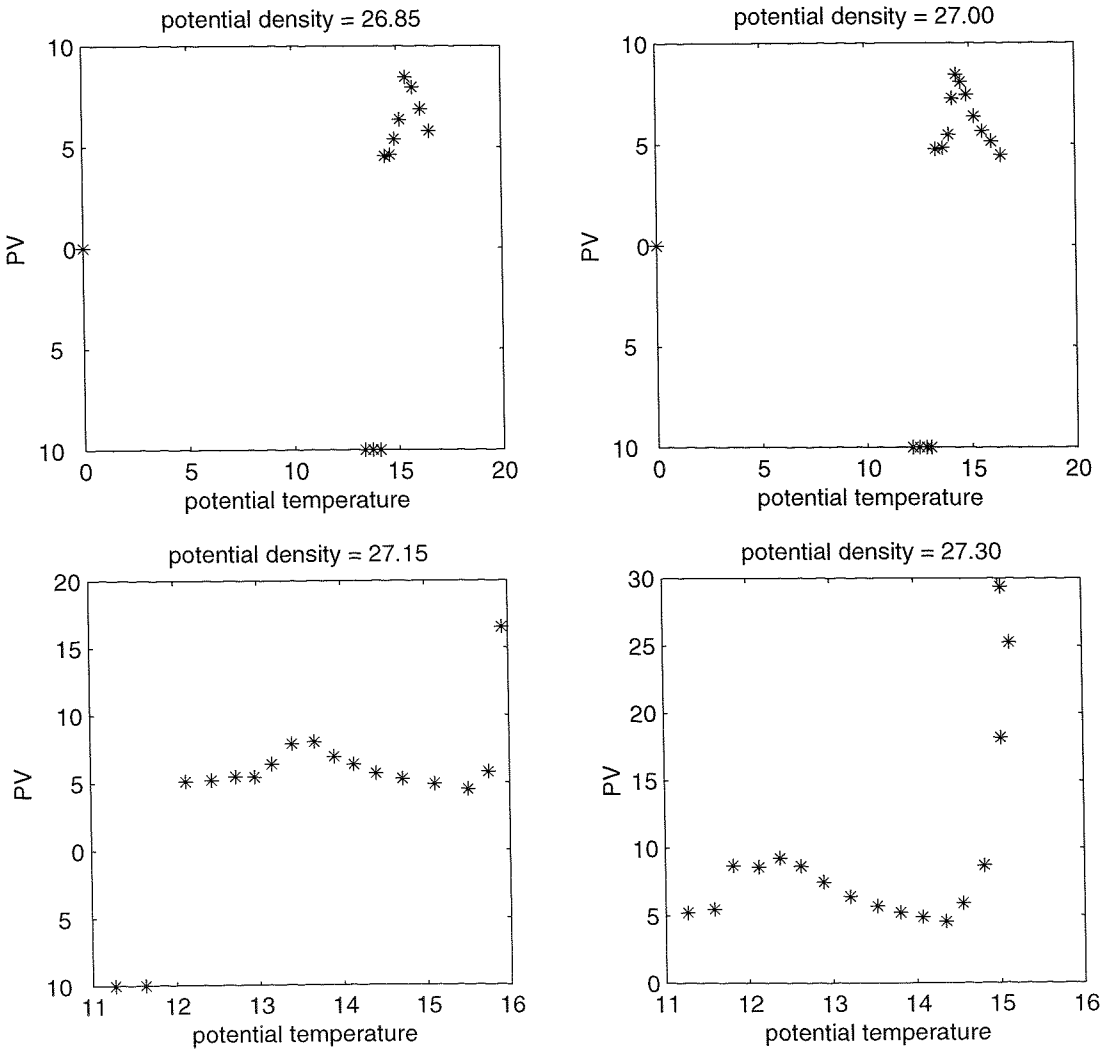 potential density = 26.85
10
5
0
5
10
PV
0 5 10 15 20
potential temperature
potential density = 27.00
10
5
0
5
10
PV
0 5 10 15 20
potential temperature
potential density = 27.15
20
15
10
5
0
5
10
PV
11 12 13 14 15 16
potential temperature
potential density = 27.30
30
25
20
15
10
5
0
PV
11 12 13 14 15 16
potential temperature